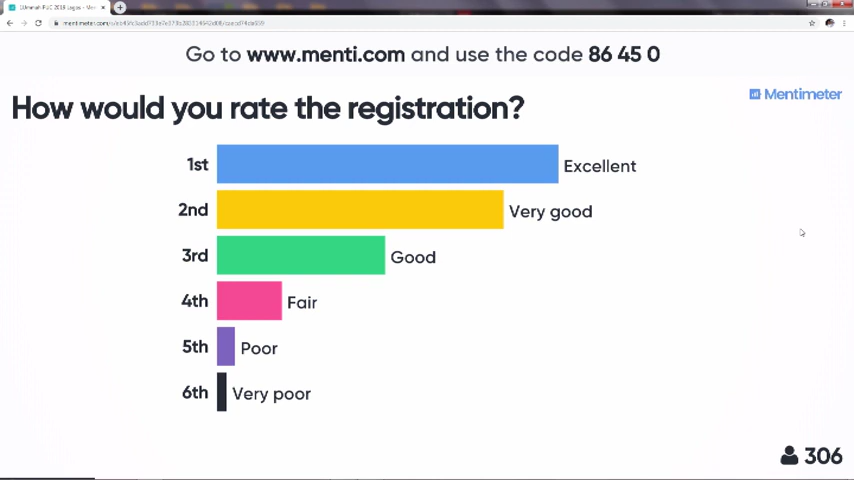 Go to www.menti.com and use the code 86 45 0
How would you rate the registration?
Mentimeter
1st Excellent
2nd Very good
3rd Good
4th Fair
5th Poor
6th Very poor
306